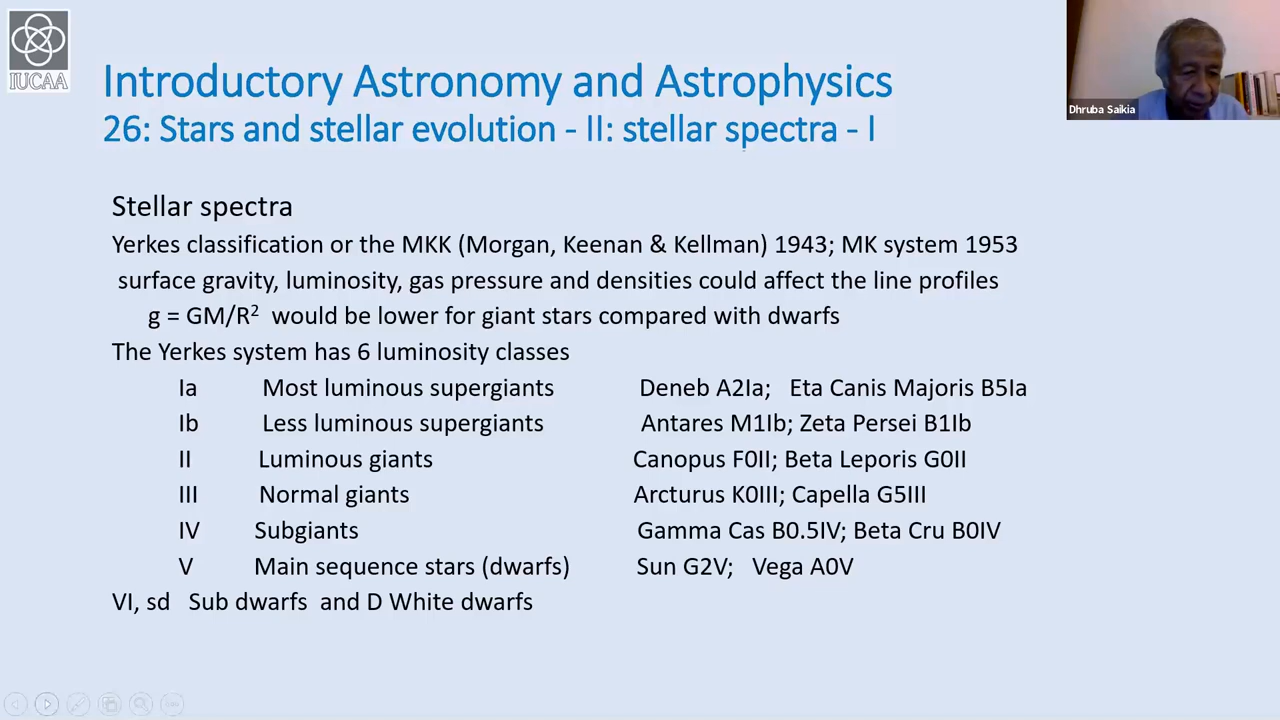 IUCAA
Introductory Astronomy and Astrophysics
26: Stars and stellar evolution - II: stellar spectra - I
Dhruba Saikia
Stellar spectra
Yerkes classification or the MKK (Morgan, Keenan & Kellman) 1943; MK system 1953
surface gravity, luminosity, gas pressure and densities could affect the line profiles
g = GM/R² would be lower for giant stars compared with dwarfs
The Yerkes system has 6 luminosity classes
Ia Most luminous supergiants Deneb A2Ia; Eta Canis Majoris B5Ia
Ib Less luminous supergiants Antares M1Ib; Zeta Persei B1Ib
II Luminous giants Canopus F0II; Beta Leporis G0II
III Normal giants Arcturus K0III; Capella G5III
IV Subgiants Gamma Cas B0.5IV; Beta Cru B0IV
V Main sequence stars (dwarfs) Sun G2V; Vega A0V
VI, sd Sub dwarfs and D White dwarfs